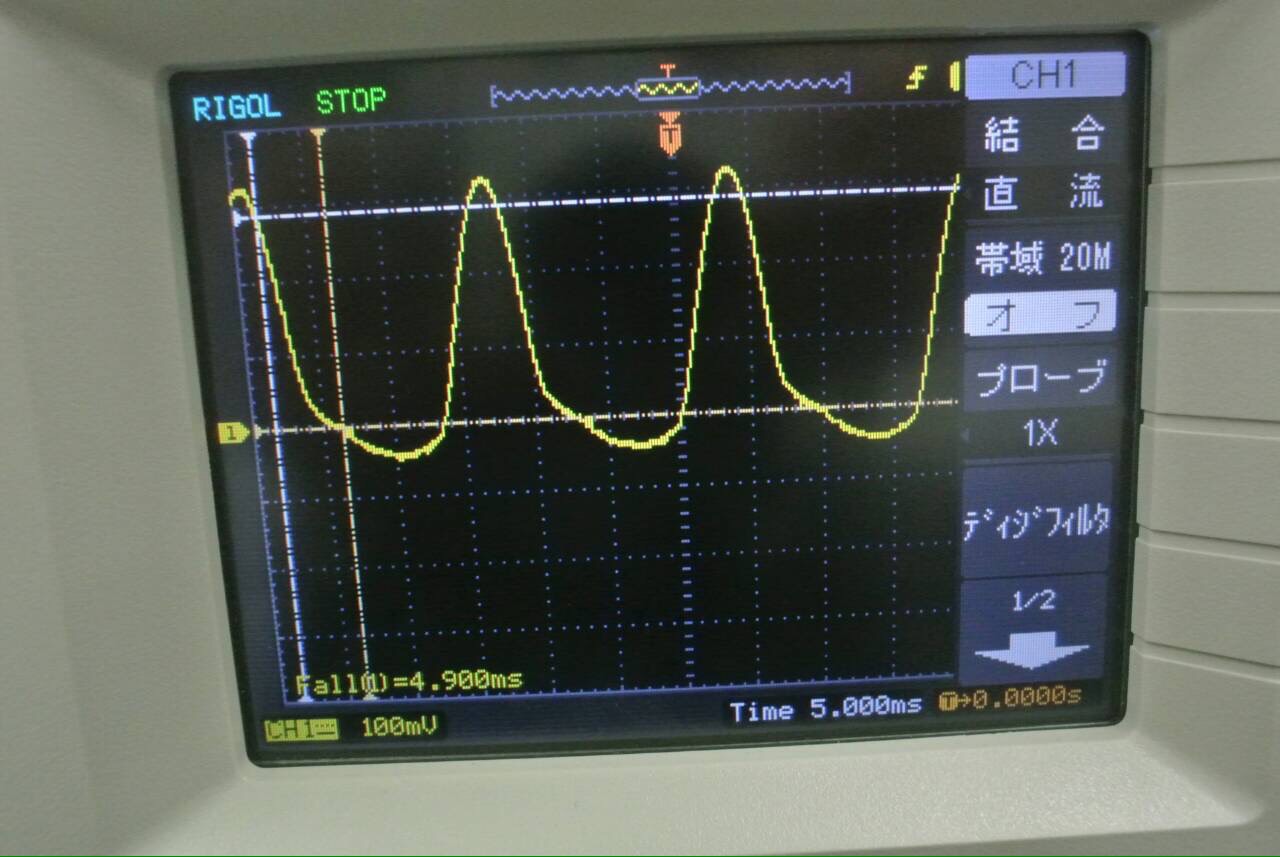 RIGOL STOP
T
CH1
T
結 合
直 流
帯域 20M
オ フ
プローブ
1
1X
ディジフィルタ
1/2
Fall(1)=4.900ms
CH1 100mV
Time 5.000ms T→0.0000s